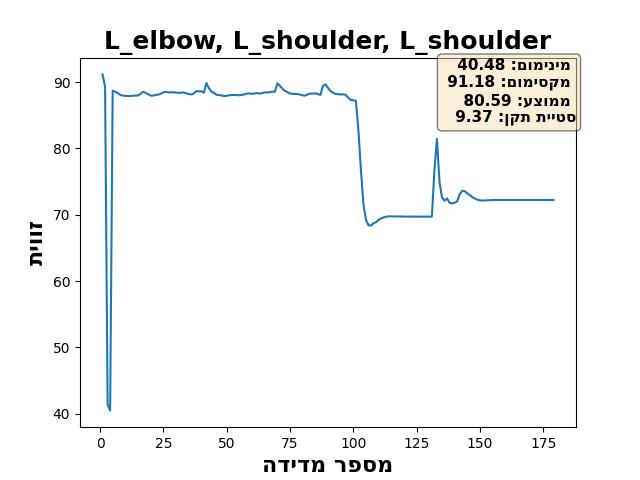 L_elbow, L_shoulder, L_shoulder
מינימום: 40.48
מקסימום: 91.18
ממוצע: 80.59
סטיית תקן: 9.37
זווית
90
80
70
60
50
40
0 25 50 75 100 125 150 175
מספר מדידה